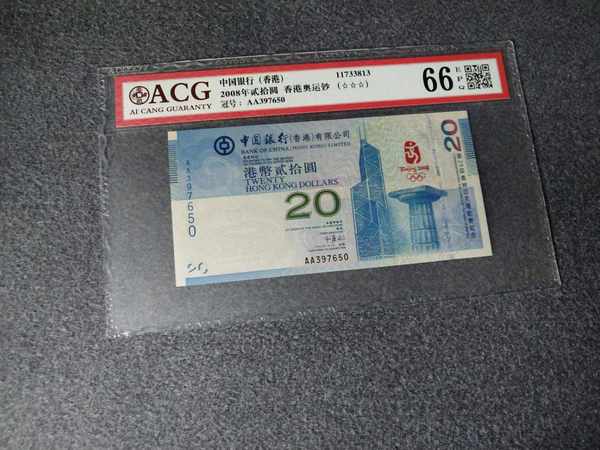 ACG
AI CANG GUARANTY
中国银行(香港)
11733813
2008年贰拾圆 香港奥运钞 (☆☆☆)
冠号: AA397650
66 EPQ
中國銀行(香港)有限公司
BANK OF CHINA (HONG KONG) LIMITED
港幣貳拾圓
TWENTY
HONG KONG DOLLARS
20
AA397650
AA397650
20
Beijing 2008